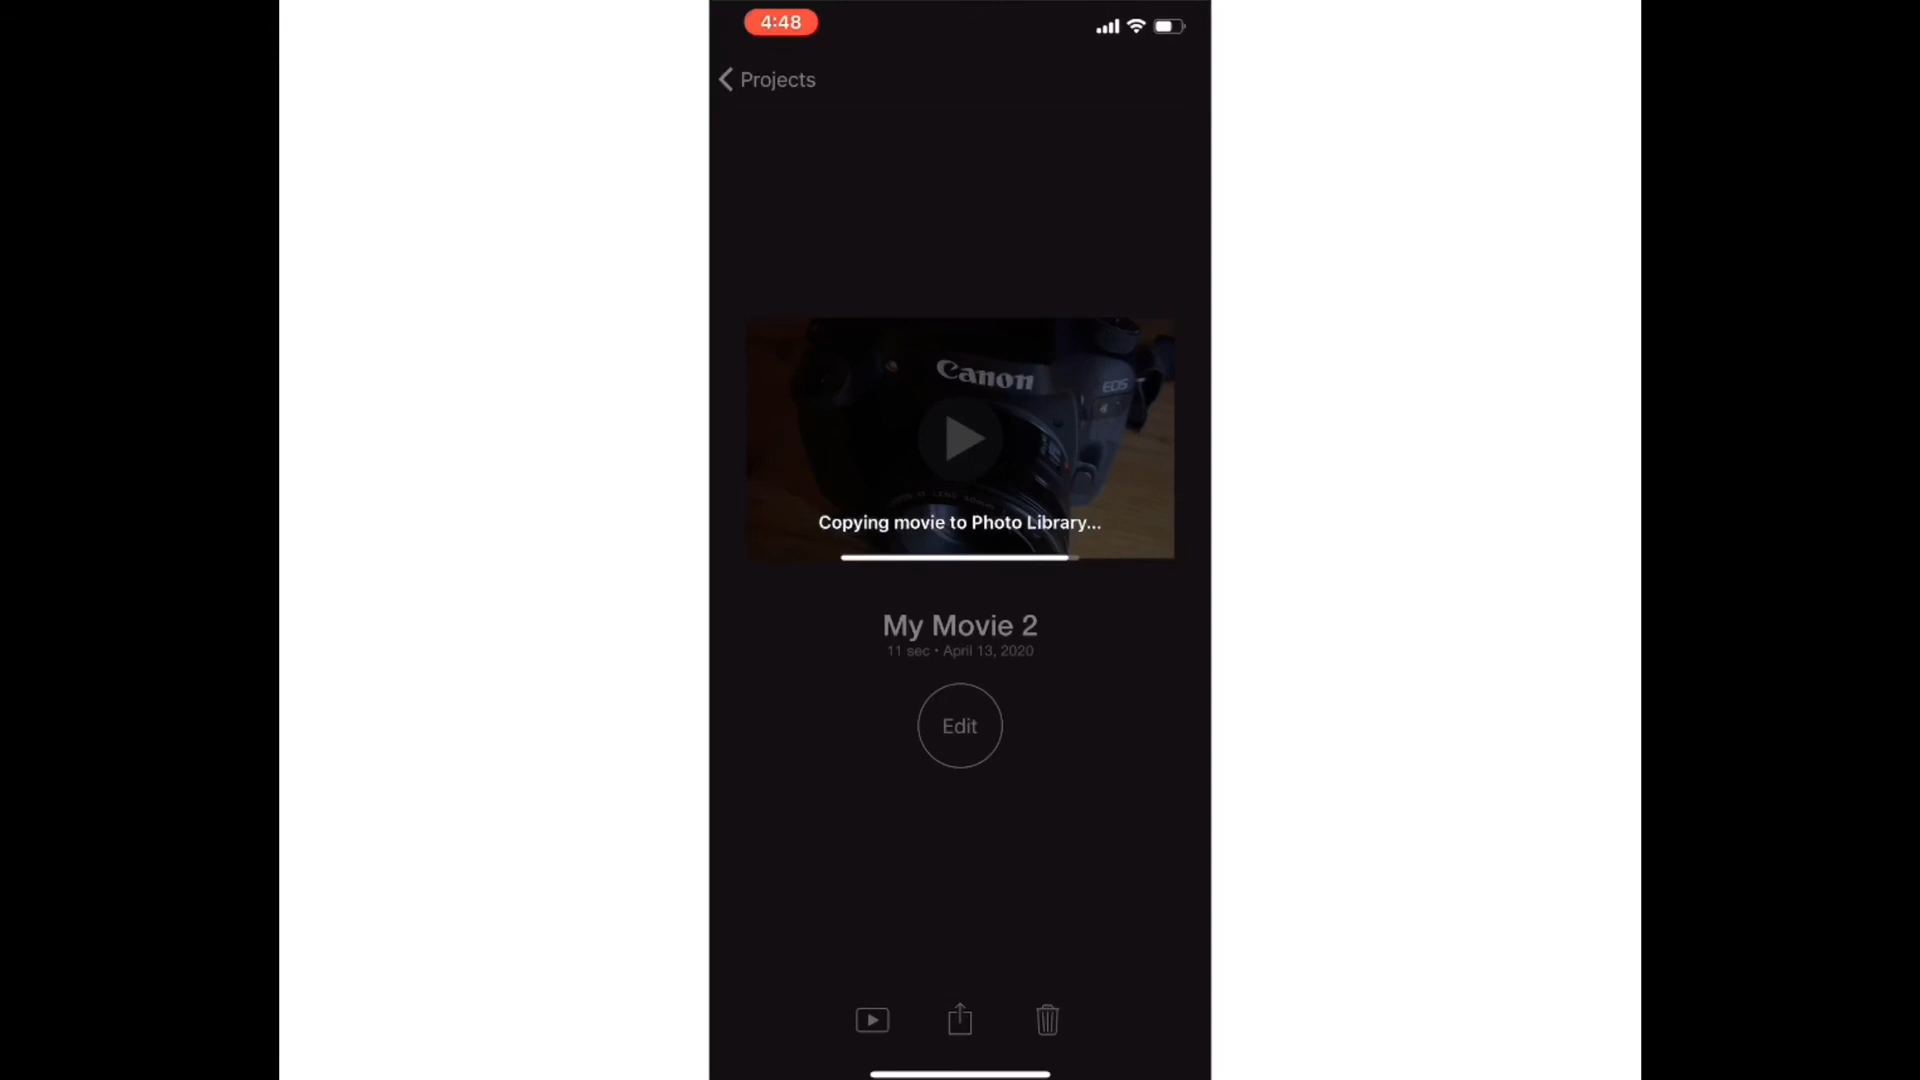 4:48
Projects
Canon
EOS
Copying movie to Photo Library...
My Movie 2
11 sec • April 13, 2020
Edit